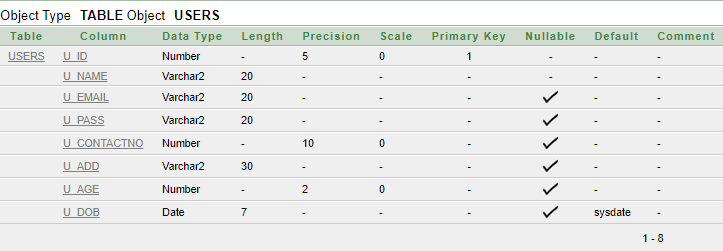 Object Type TABLE Object USERS
Table Column Data Type Length Precision Scale Primary Key Nullable Default Comment
USERS U_ID Number - 5 0 1 - - -
U_NAME Varchar2 20 - - - - - -
U_EMAIL Varchar2 20 - - - ✓ - -
U_PASS Varchar2 20 - - - ✓ - -
U_CONTACTNO Number - 10 0 - ✓ - -
U_ADD Varchar2 30 - - - ✓ - -
U_AGE Number - 2 0 - ✓ - -
U_DOB Date 7 - - - ✓ sysdate -
1 - 8